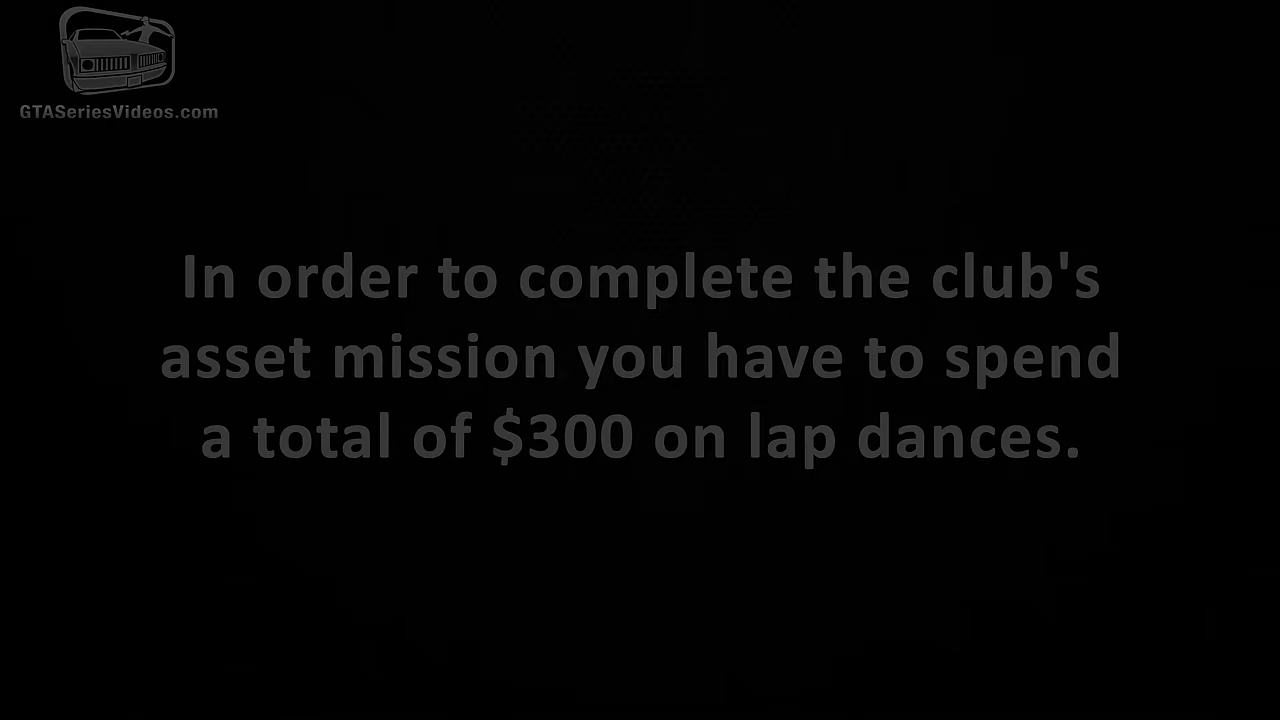 GTASeriesVideos.com
In order to complete the club's
asset mission you have to spend
a total of $300 on lap dances.